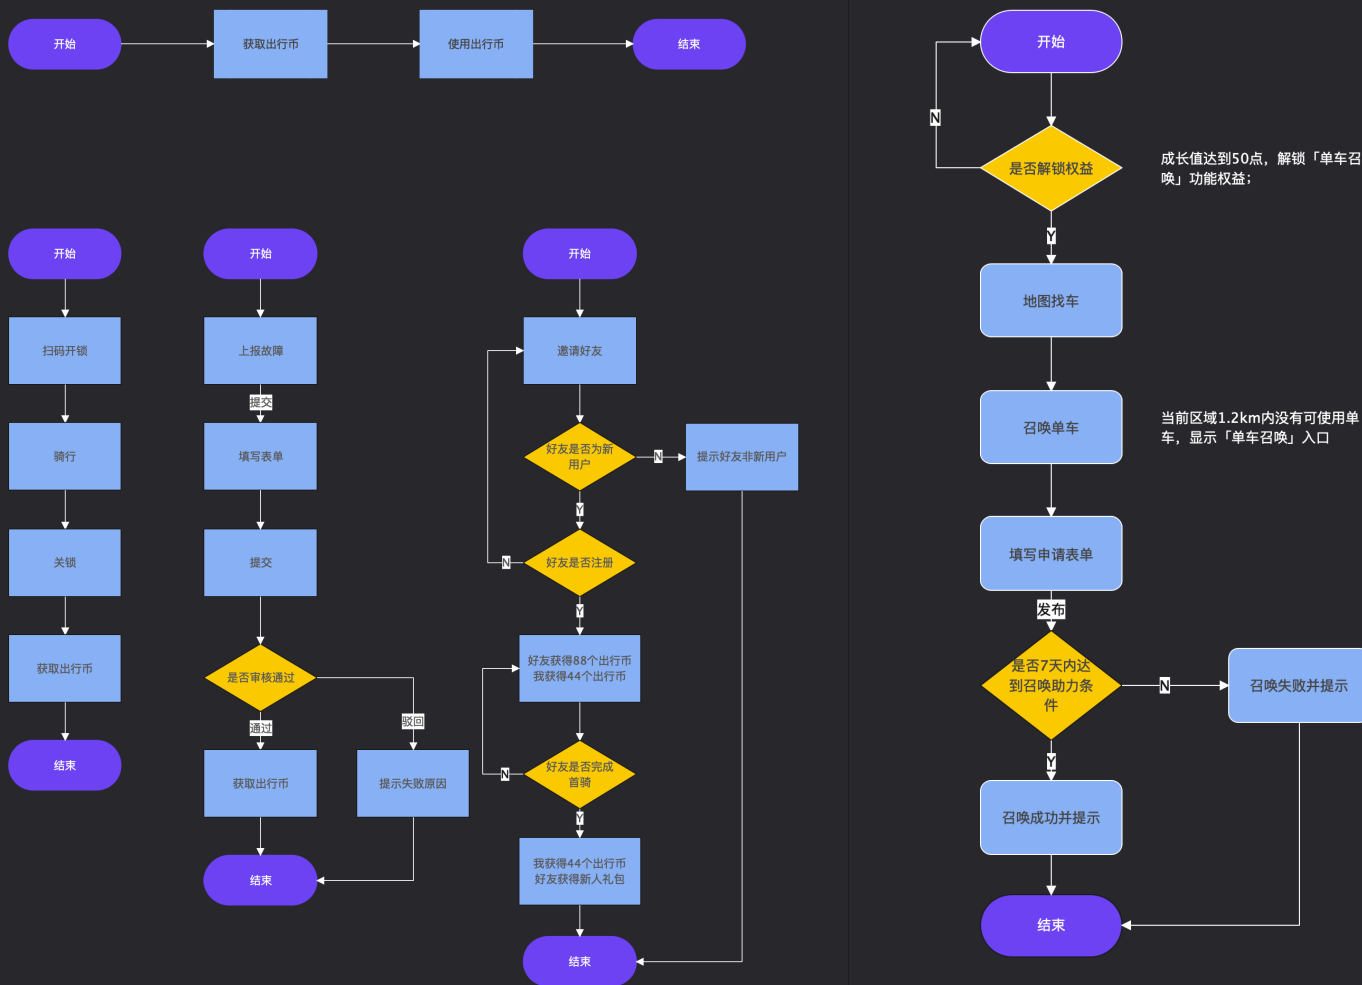 开始
获取出行币
使用出行币
结束
开始
扫码开锁
骑行
关锁
获取出行币
结束
开始
上报故障
提交
填写表单
提交
是否审核通过
通过
驳回
获取出行币
提示失败原因
结束
开始
邀请好友
好友是否为新
用户
N
提示好友非新用户
Y
好友是否注册
N
Y
好友获得88个出行币
我获得44个出行币
好友是否完成
首骑
N
Y
我获得44个出行币
好友获得新人礼包
结束
开始
N
是否解锁权益
成长值达到50点，解锁「单车召
唤」功能权益；
Y
地图找车
召唤单车
当前区域1.2km内没有可使用单
车，显示「单车召唤」入口
填写申请表单
发布
是否7天内达
到召唤助力条
件
N
召唤失败并提示
Y
召唤成功并提示
结束